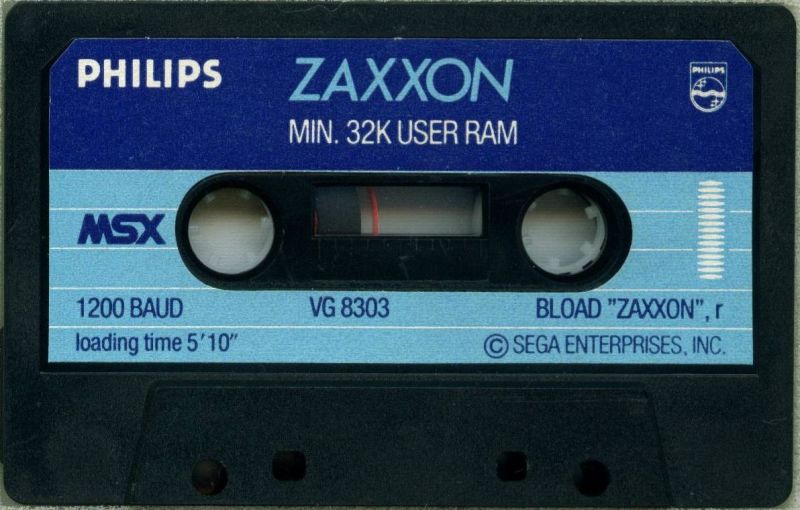 PHILIPS
ZAXXON
PHILIPS
MIN. 32K USER RAM
MSX
1200 BAUD
VG 8303
BLOAD "ZAXXON", r
loading time 5'10"
© SEGA ENTERPRISES, INC.